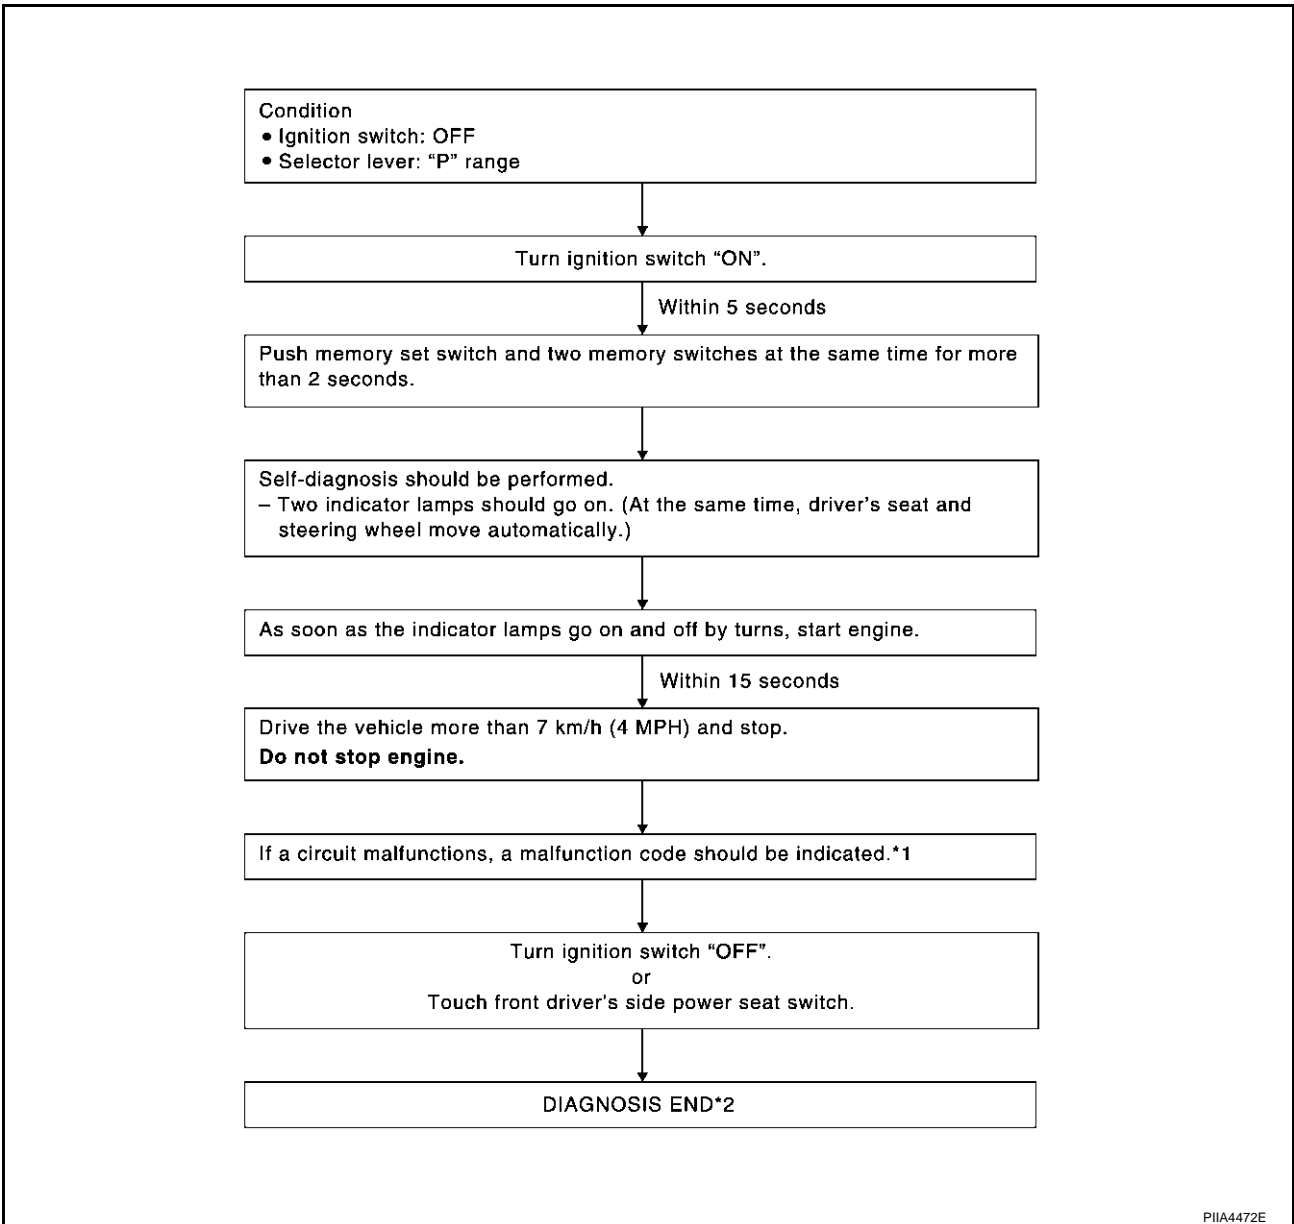 Condition
• Ignition switch: OFF
• Selector lever: “P” range
Turn ignition switch “ON”.
Within 5 seconds
Push memory set switch and two memory switches at the same time for more
than 2 seconds.
Self-diagnosis should be performed.
– Two indicator lamps should go on. (At the same time, driver’s seat and
steering wheel move automatically.)
As soon as the indicator lamps go on and off by turns, start engine.
Within 15 seconds
Drive the vehicle more than 7 km/h (4 MPH) and stop.
Do not stop engine.
If a circuit malfunctions, a malfunction code should be indicated.*1
Turn ignition switch “OFF”.
or
Touch front driver’s side power seat switch.
DIAGNOSIS END*2
PIIA4472E